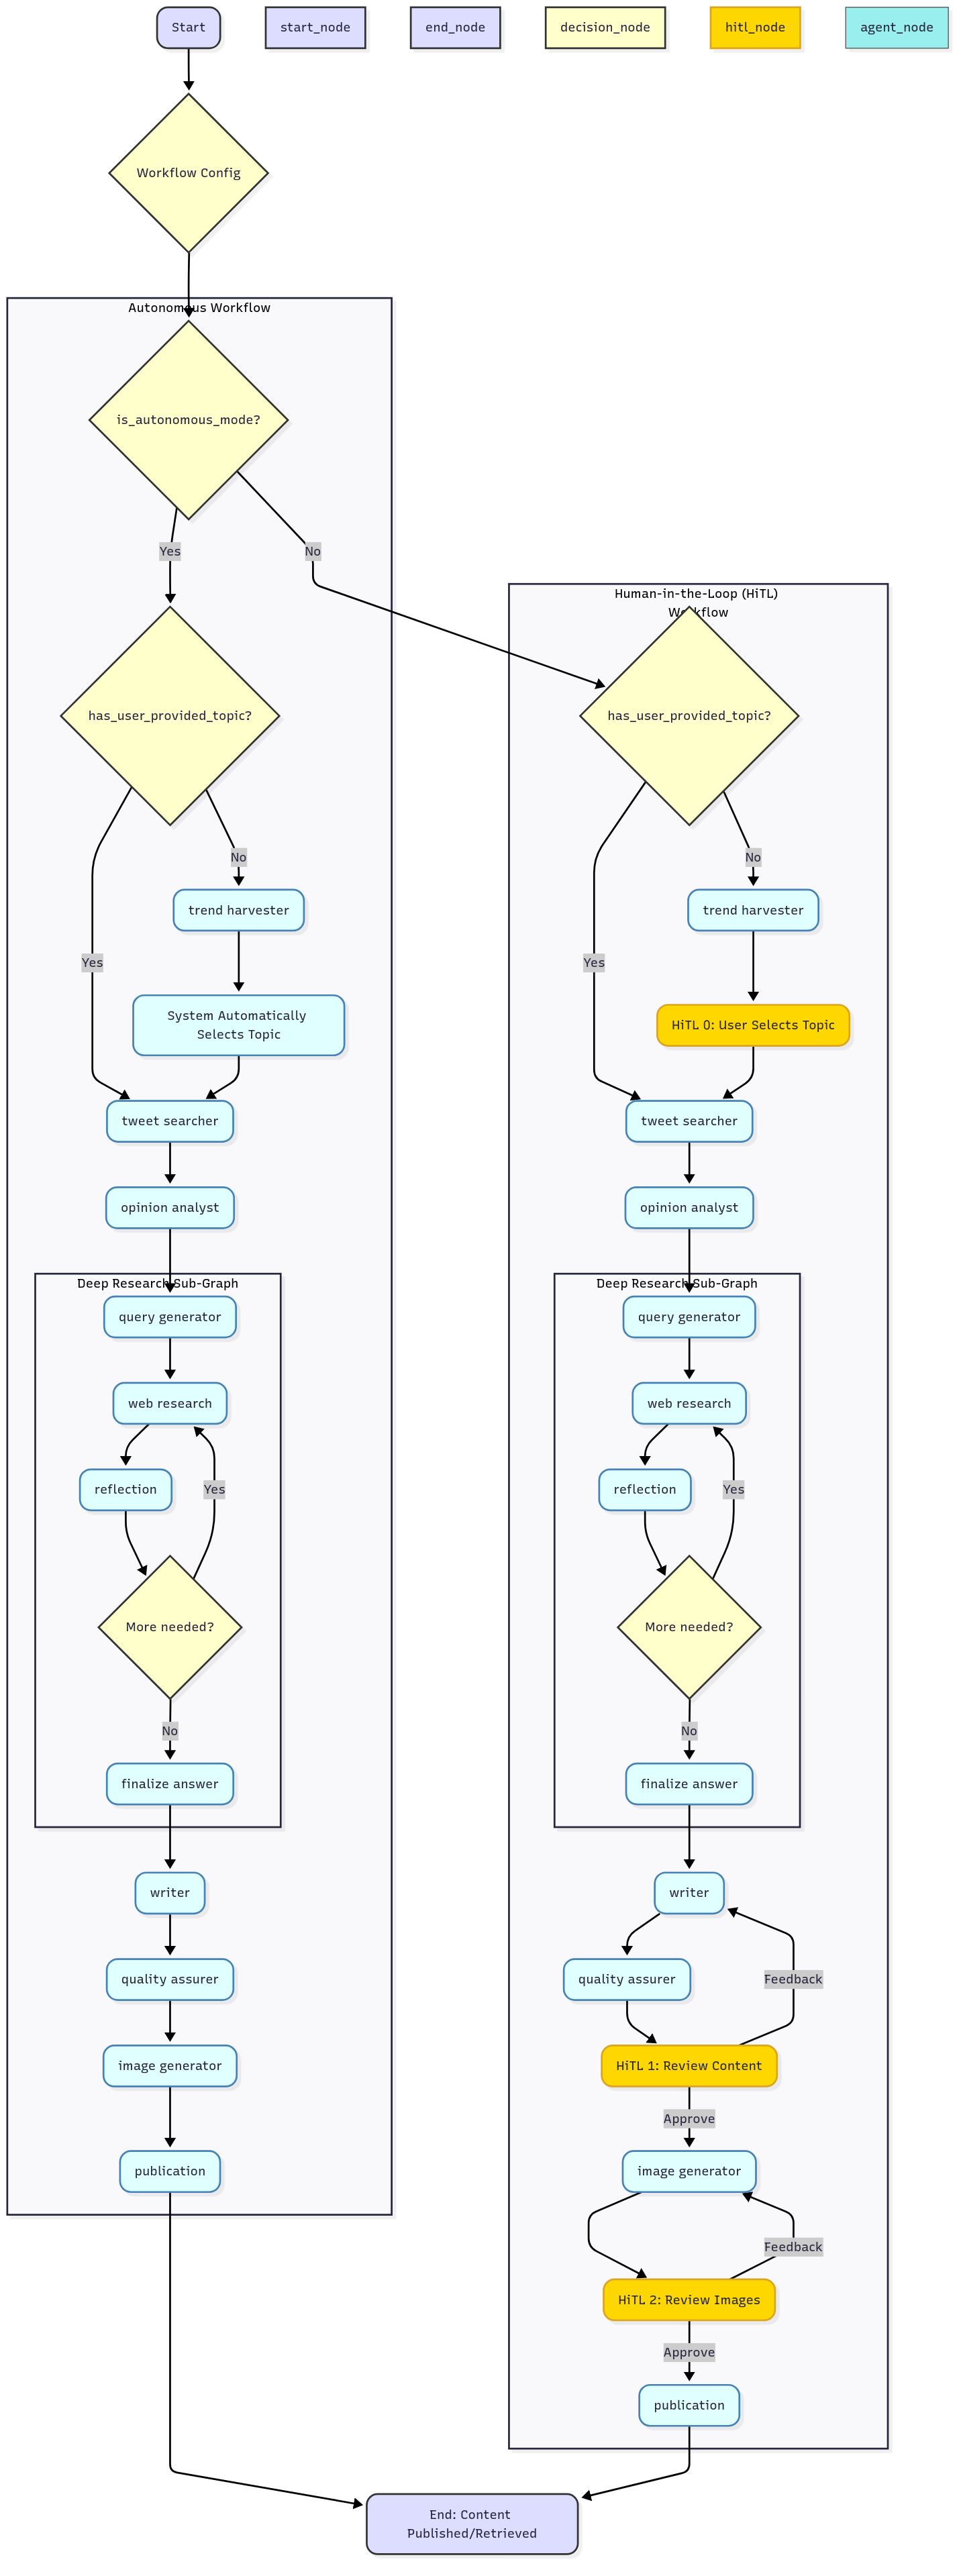 Start
start_node
end_node
decision_node
hitl_node
agent_node
Workflow Config
Autonomous Workflow
is_autonomous_mode?
Yes
No
Human-in-the-Loop (HiTL)
Workflow
has_user_provided_topic?
has_user_provided_topic?
No
No
trend harvester
trend harvester
Yes
Yes
System Automatically
Selects Topic
HiTL 0: User Selects Topic
tweet searcher
tweet searcher
opinion analyst
opinion analyst
Deep Research Sub-Graph
Deep Research Sub-Graph
query generator
query generator
web research
web research
reflection
Yes
reflection
Yes
More needed?
More needed?
No
No
finalize answer
finalize answer
writer
writer
quality assurer
quality assurer
Feedback
image generator
HiTL 1: Review Content
Approve
publication
image generator
Feedback
HiTL 2: Review Images
Approve
publication
End: Content
Published/Retrieved